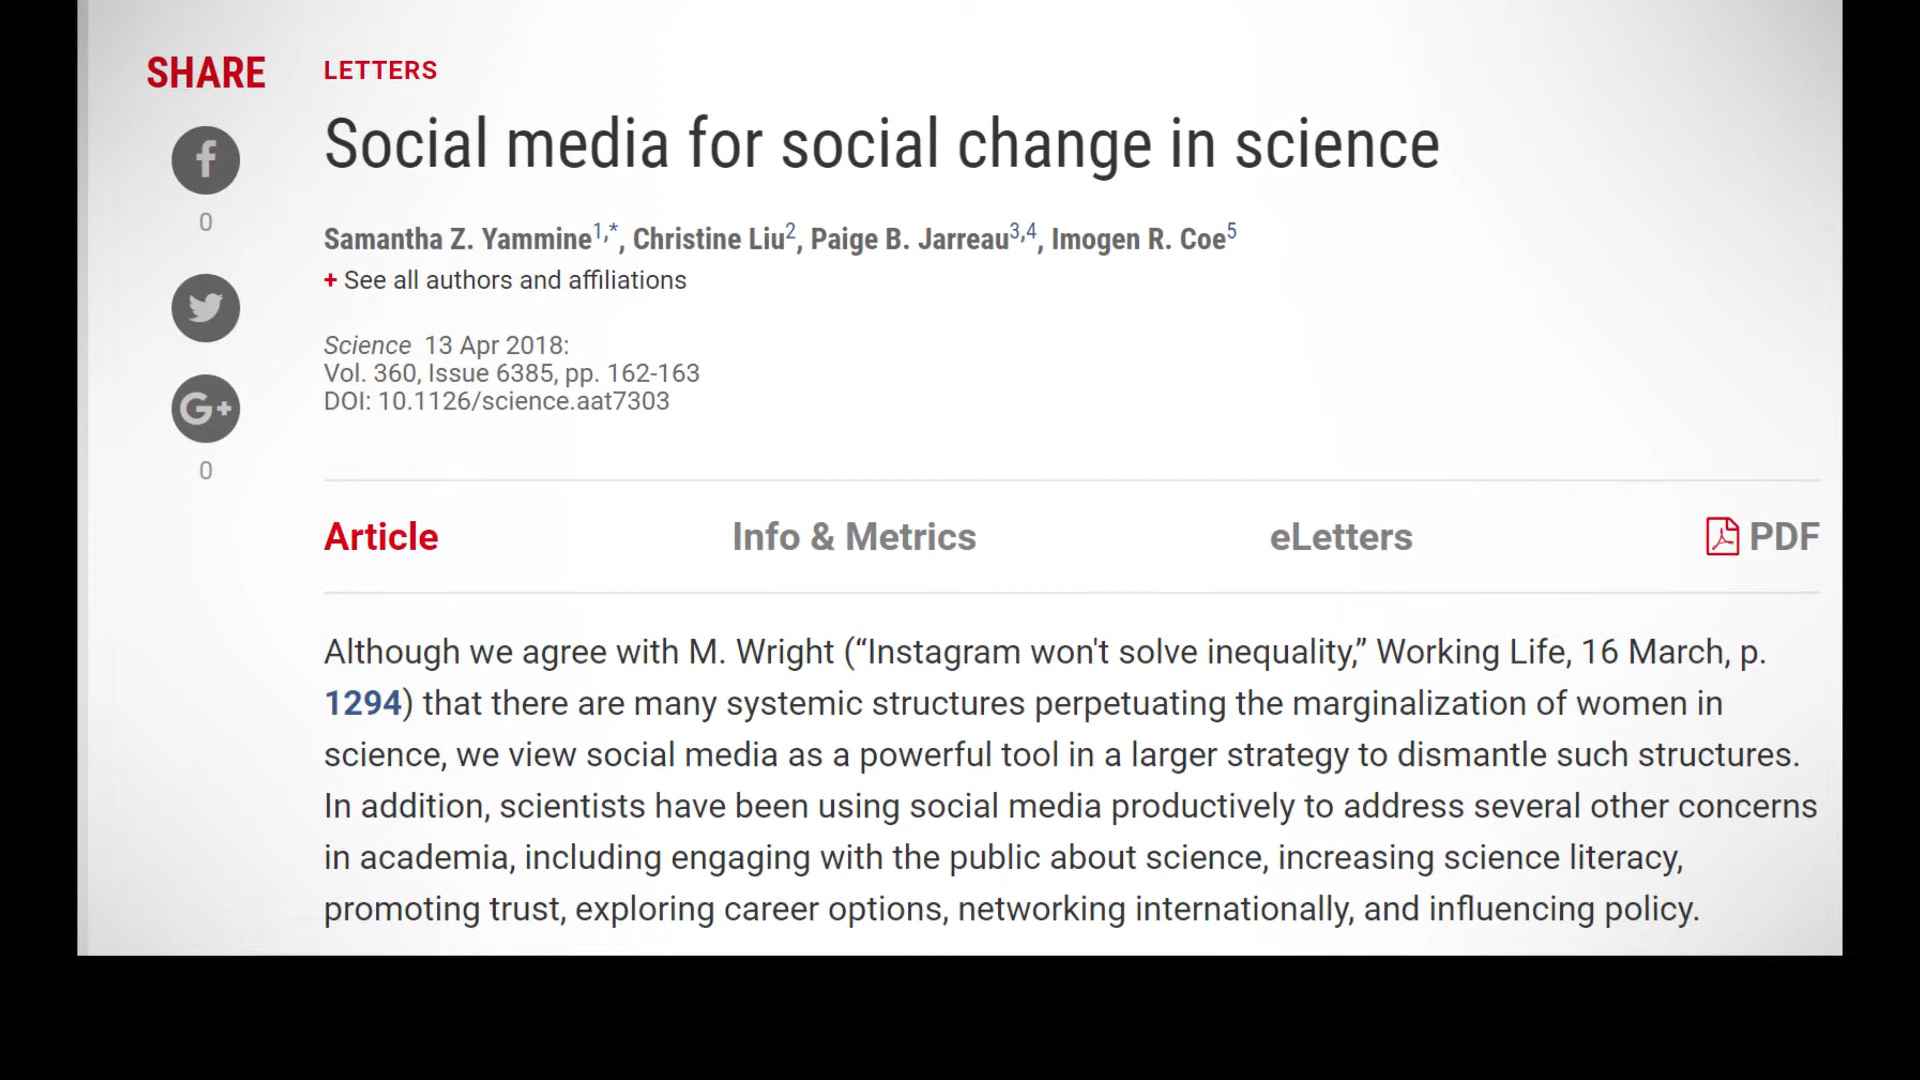 SHARE
0
0
LETTERS
Social media for social change in science
Samantha Z. Yammine1,*, Christine Liu2, Paige B. Jarreau3,4, Imogen R. Coe5
+ See all authors and affiliations
Science 13 Apr 2018:
Vol. 360, Issue 6385, pp. 162-163
DOI: 10.1126/science.aat7303
Article Info & Metrics eLetters PDF
Although we agree with M. Wright (“Instagram won't solve inequality,” Working Life, 16 March, p.
1294) that there are many systemic structures perpetuating the marginalization of women in
science, we view social media as a powerful tool in a larger strategy to dismantle such structures.
In addition, scientists have been using social media productively to address several other concerns
in academia, including engaging with the public about science, increasing science literacy,
promoting trust, exploring career options, networking internationally, and influencing policy.